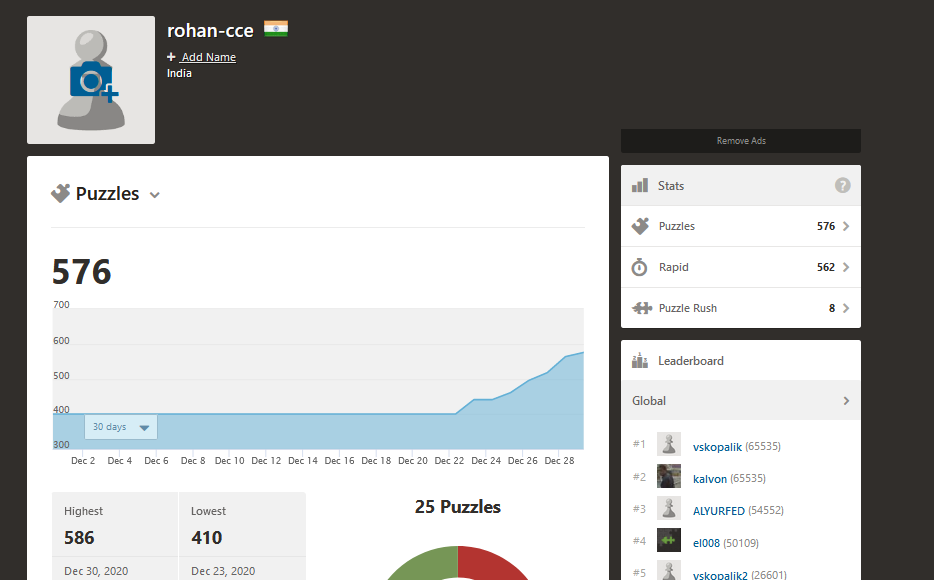 rohan-cce
+ Add Name
India
Remove Ads
Puzzles
576
700
600
500
400
300
30 days
Dec 2 Dec 4 Dec 6 Dec 8 Dec 10 Dec 12 Dec 14 Dec 16 Dec 18 Dec 20 Dec 22 Dec 24 Dec 26 Dec 28
Highest
586
Dec 30, 2020
Lowest
410
Dec 23, 2020
25 Puzzles
Stats ?
Puzzles 576
Rapid 562
Puzzle Rush 8
Leaderboard
Global
#1 vskopalik (65535)
#2 kalvon (65535)
#3 ALYURFED (54552)
#4 el008 (50109)
#5 vskopalik2 (26601)